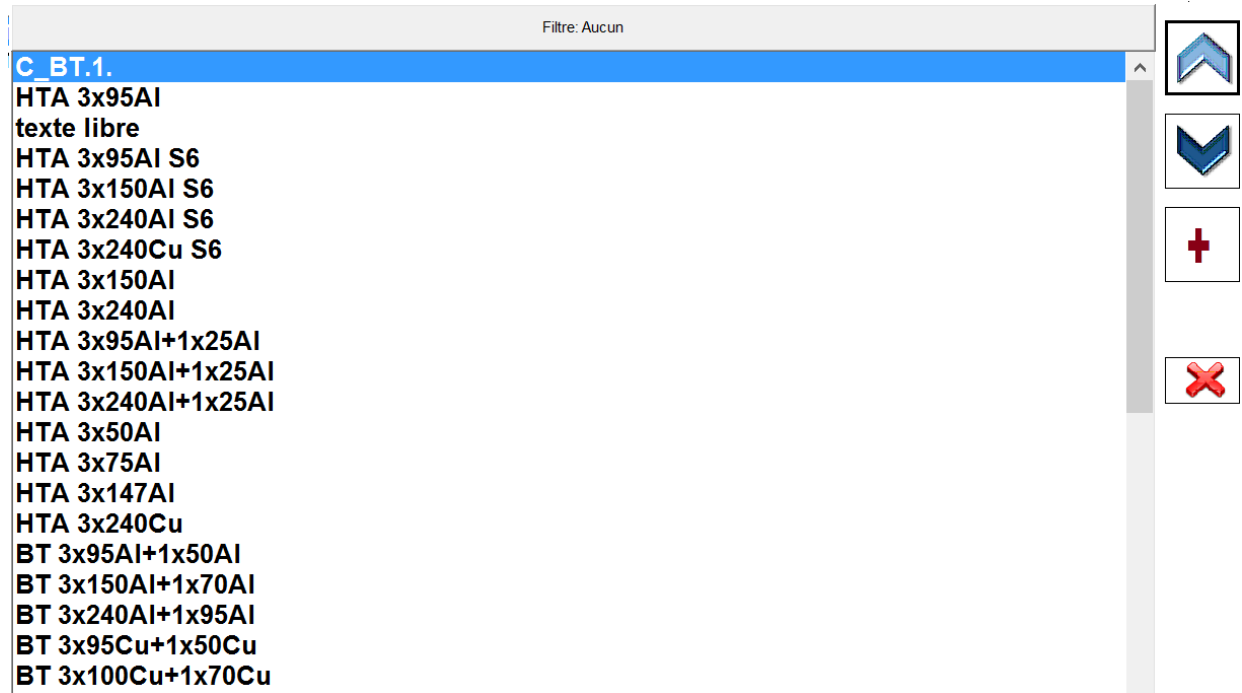 Filtre: Aucun
C_BT.1.
HTA 3x95Al
texte libre
HTA 3x95Al S6
HTA 3x150Al S6
HTA 3x240Al S6
HTA 3x240Cu S6
HTA 3x150Al
HTA 3x240Al
HTA 3x95Al+1x25Al
HTA 3x150Al+1x25Al
HTA 3x240Al+1x25Al
HTA 3x50Al
HTA 3x75Al
HTA 3x147Al
HTA 3x240Cu
BT 3x95Al+1x50Al
BT 3x150Al+1x70Al
BT 3x240Al+1x95Al
BT 3x95Cu+1x50Cu
BT 3x100Cu+1x70Cu